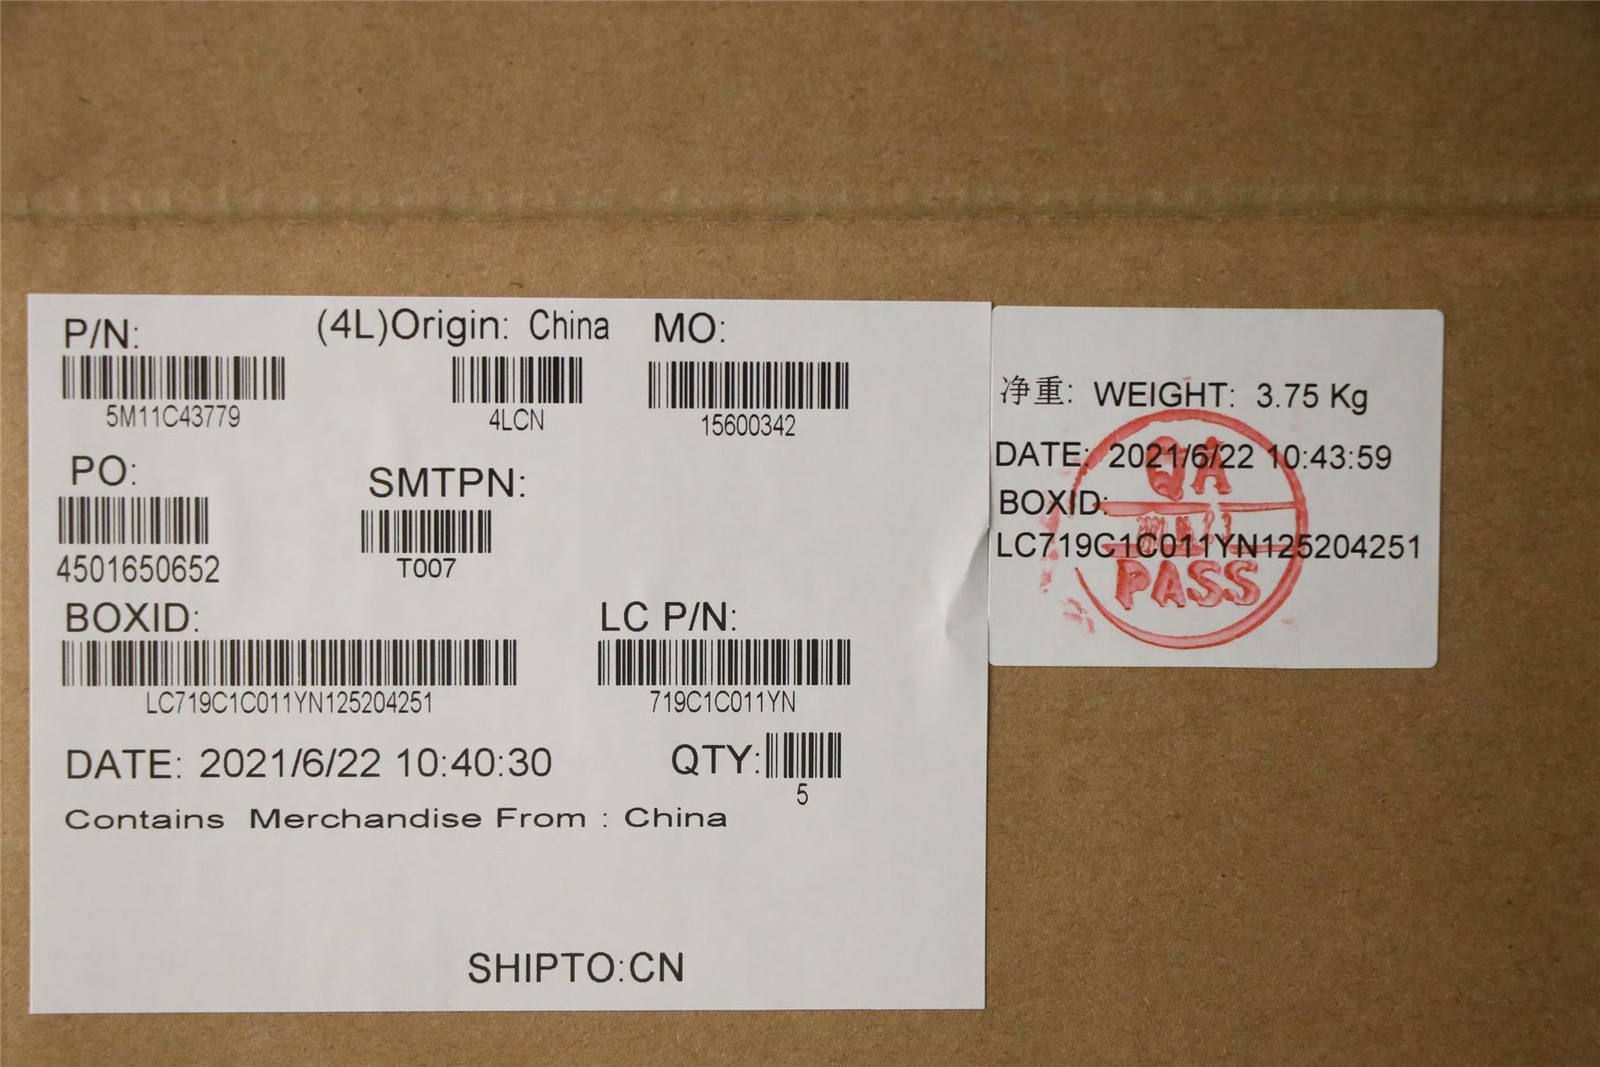 P/N: (4L)Origin: China MO:
5M11C43779 4LCN 15600342
PO: SMTPN:
4501650652 T007
BOXID: LC P/N:
LC719C1C011YN125204251 719C1C011YN
DATE: 2021/6/22 10:40:30 QTY:
5
Contains Merchandise From : China
SHIPTO:CN
净重: WEIGHT: 3.75 Kg
DATE: 2021/6/22 10:43:59
BOXID:
LC719C1C011YN125204251
QA
PASS